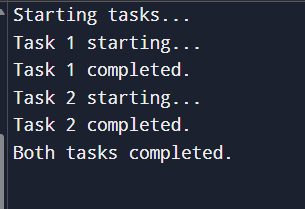 Starting tasks...
Task 1 starting...
Task 1 completed.
Task 2 starting...
Task 2 completed.
Both tasks completed.